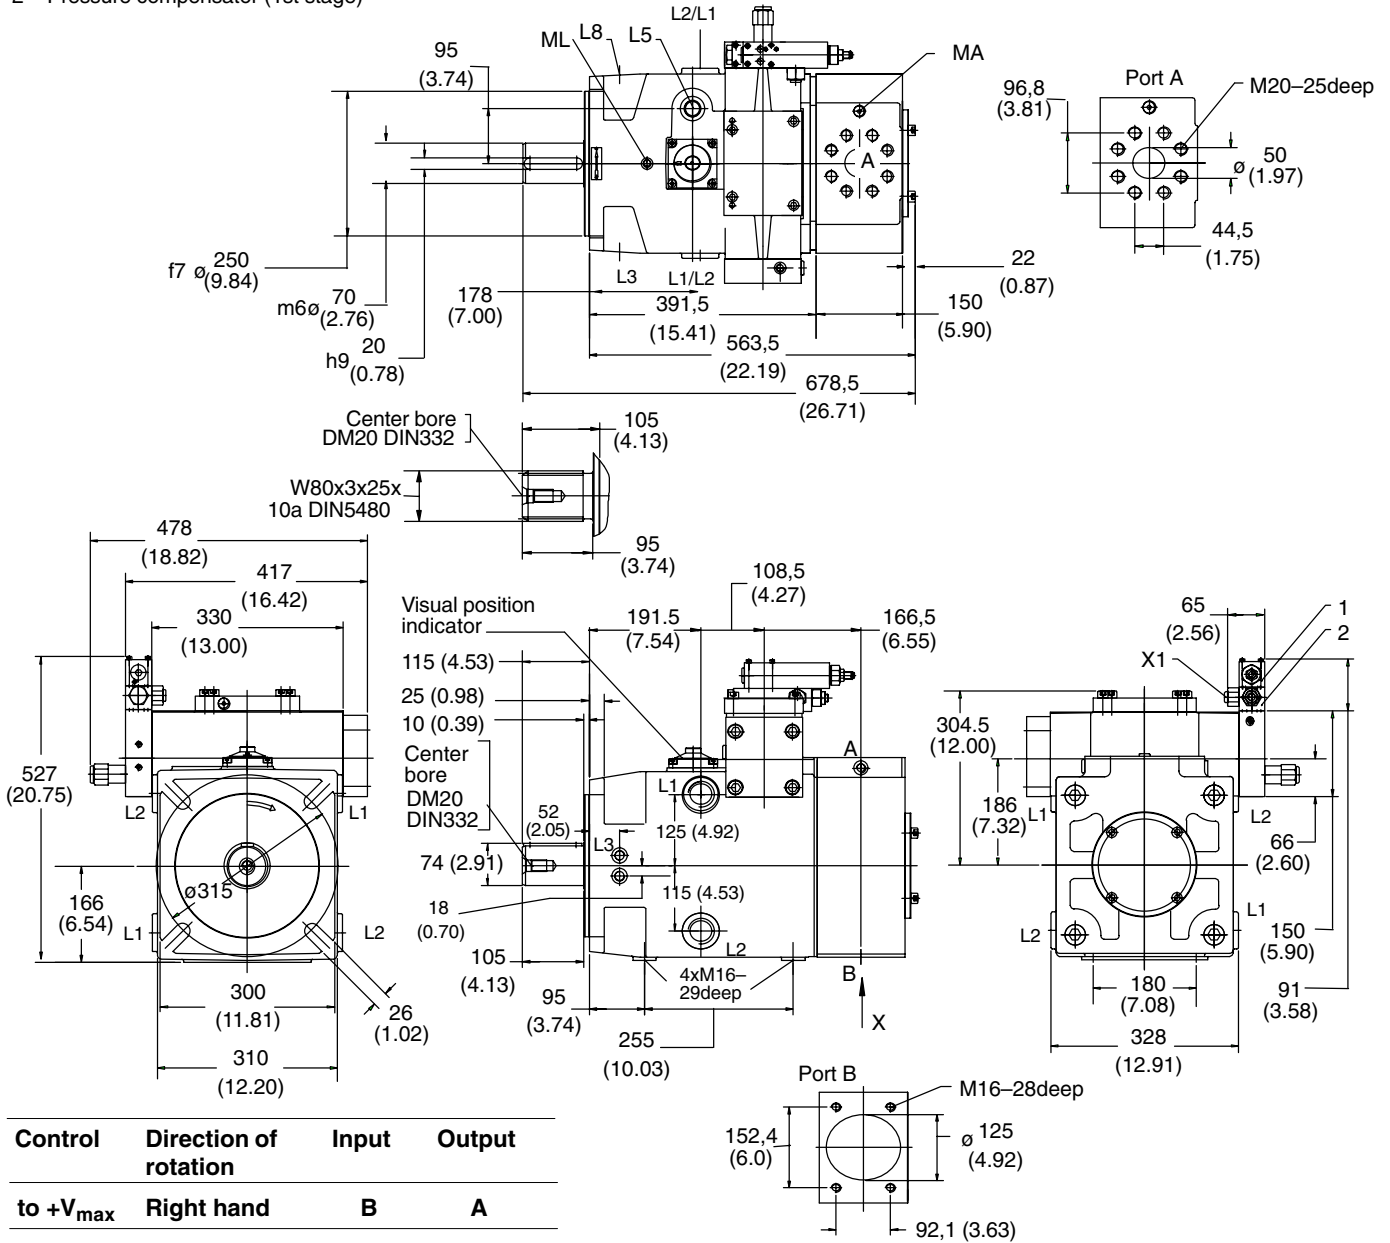 L2/L1
ML
L8
L5
95
(3.74)
MA
Port A
96,8
(3.81)
M20–25deep
A
ø 50
(1.97)
44,5
(1.75)
f7 ø 250
(9.84)
m6ø 70
(2.76)
h9 20
(0.78)
178
(7.00)
L3
L1/L2
391,5
(15.41)
22
(0.87)
150
(5.90)
563,5
(22.19)
678,5
(26.71)
Center bore
DM20 DIN332
105
(4.13)
W80x3x25x
10a DIN5480
95
(3.74)
478
(18.82)
417
(16.42)
330
(13.00)
527
(20.75)
L2
L1
ø315
166
(6.54)
L1
L2
300
(11.81)
26
(1.02)
310
(12.20)
Visual position
indicator
191.5
(7.54)
108,5
(4.27)
166,5
(6.55)
115 (4.53)
25 (0.98)
10 (0.39)
Center
bore
DM20
DIN332
A
L1
52
(2.05)
L3
125 (4.92)
74 (2.91)
115 (4.53)
18
(0.70)
L2
105
(4.13)
4xM16–
29deep
B
X
95
(3.74)
255
(10.03)
65
(2.56)
1
2
X1
304.5
(12.00)
186
(7.32)
L1
L2
66
(2.60)
L1
L2
150
(5.90)
180
(7.08)
91
(3.58)
328
(12.91)
Port B
M16–28deep
152,4
(6.0)
ø 125
(4.92)
92,1 (3.63)
Control Direction of rotation Input Output
to +Vmax Right hand B A